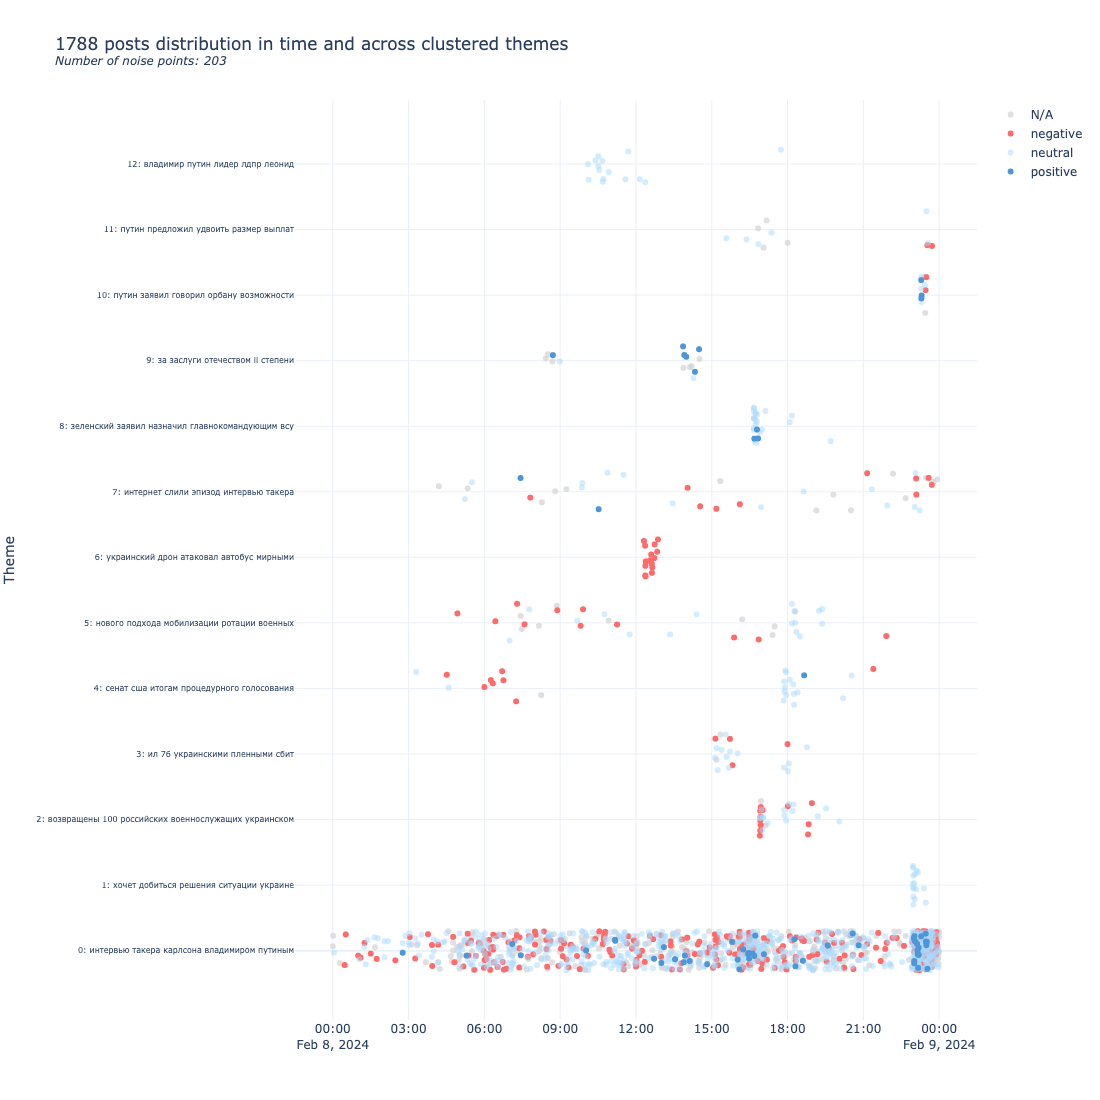 1788 posts distribution in time and across clustered themes
Number of noise points: 203
N/A
negative
neutral
positive
Theme
12: владимир путин лидер лдпр леонид
11: путин предложил удвоить размер выплат
10: путин заявил говорил орбану возможности
9: за заслуги отечеством II степени
8: зеленский заявил назначил главнокомандующим всу
7: интернет слили эпизод интервью такера
6: украинский дрон атаковал автобус мирными
5: нового подхода мобилизации ротации военных
4: сенат сша итогам процедурного голосования
3: ил 76 украинскими пленными сбит
2: возвращены 100 российских военнослужащих украинском
1: хочет добиться решения ситуации украине
0: интервью такера карлсона владимиром путиным
00:00 03:00 06:00 09:00 12:00 15:00 18:00 21:00 00:00
Feb 8, 2024 Feb 9, 2024